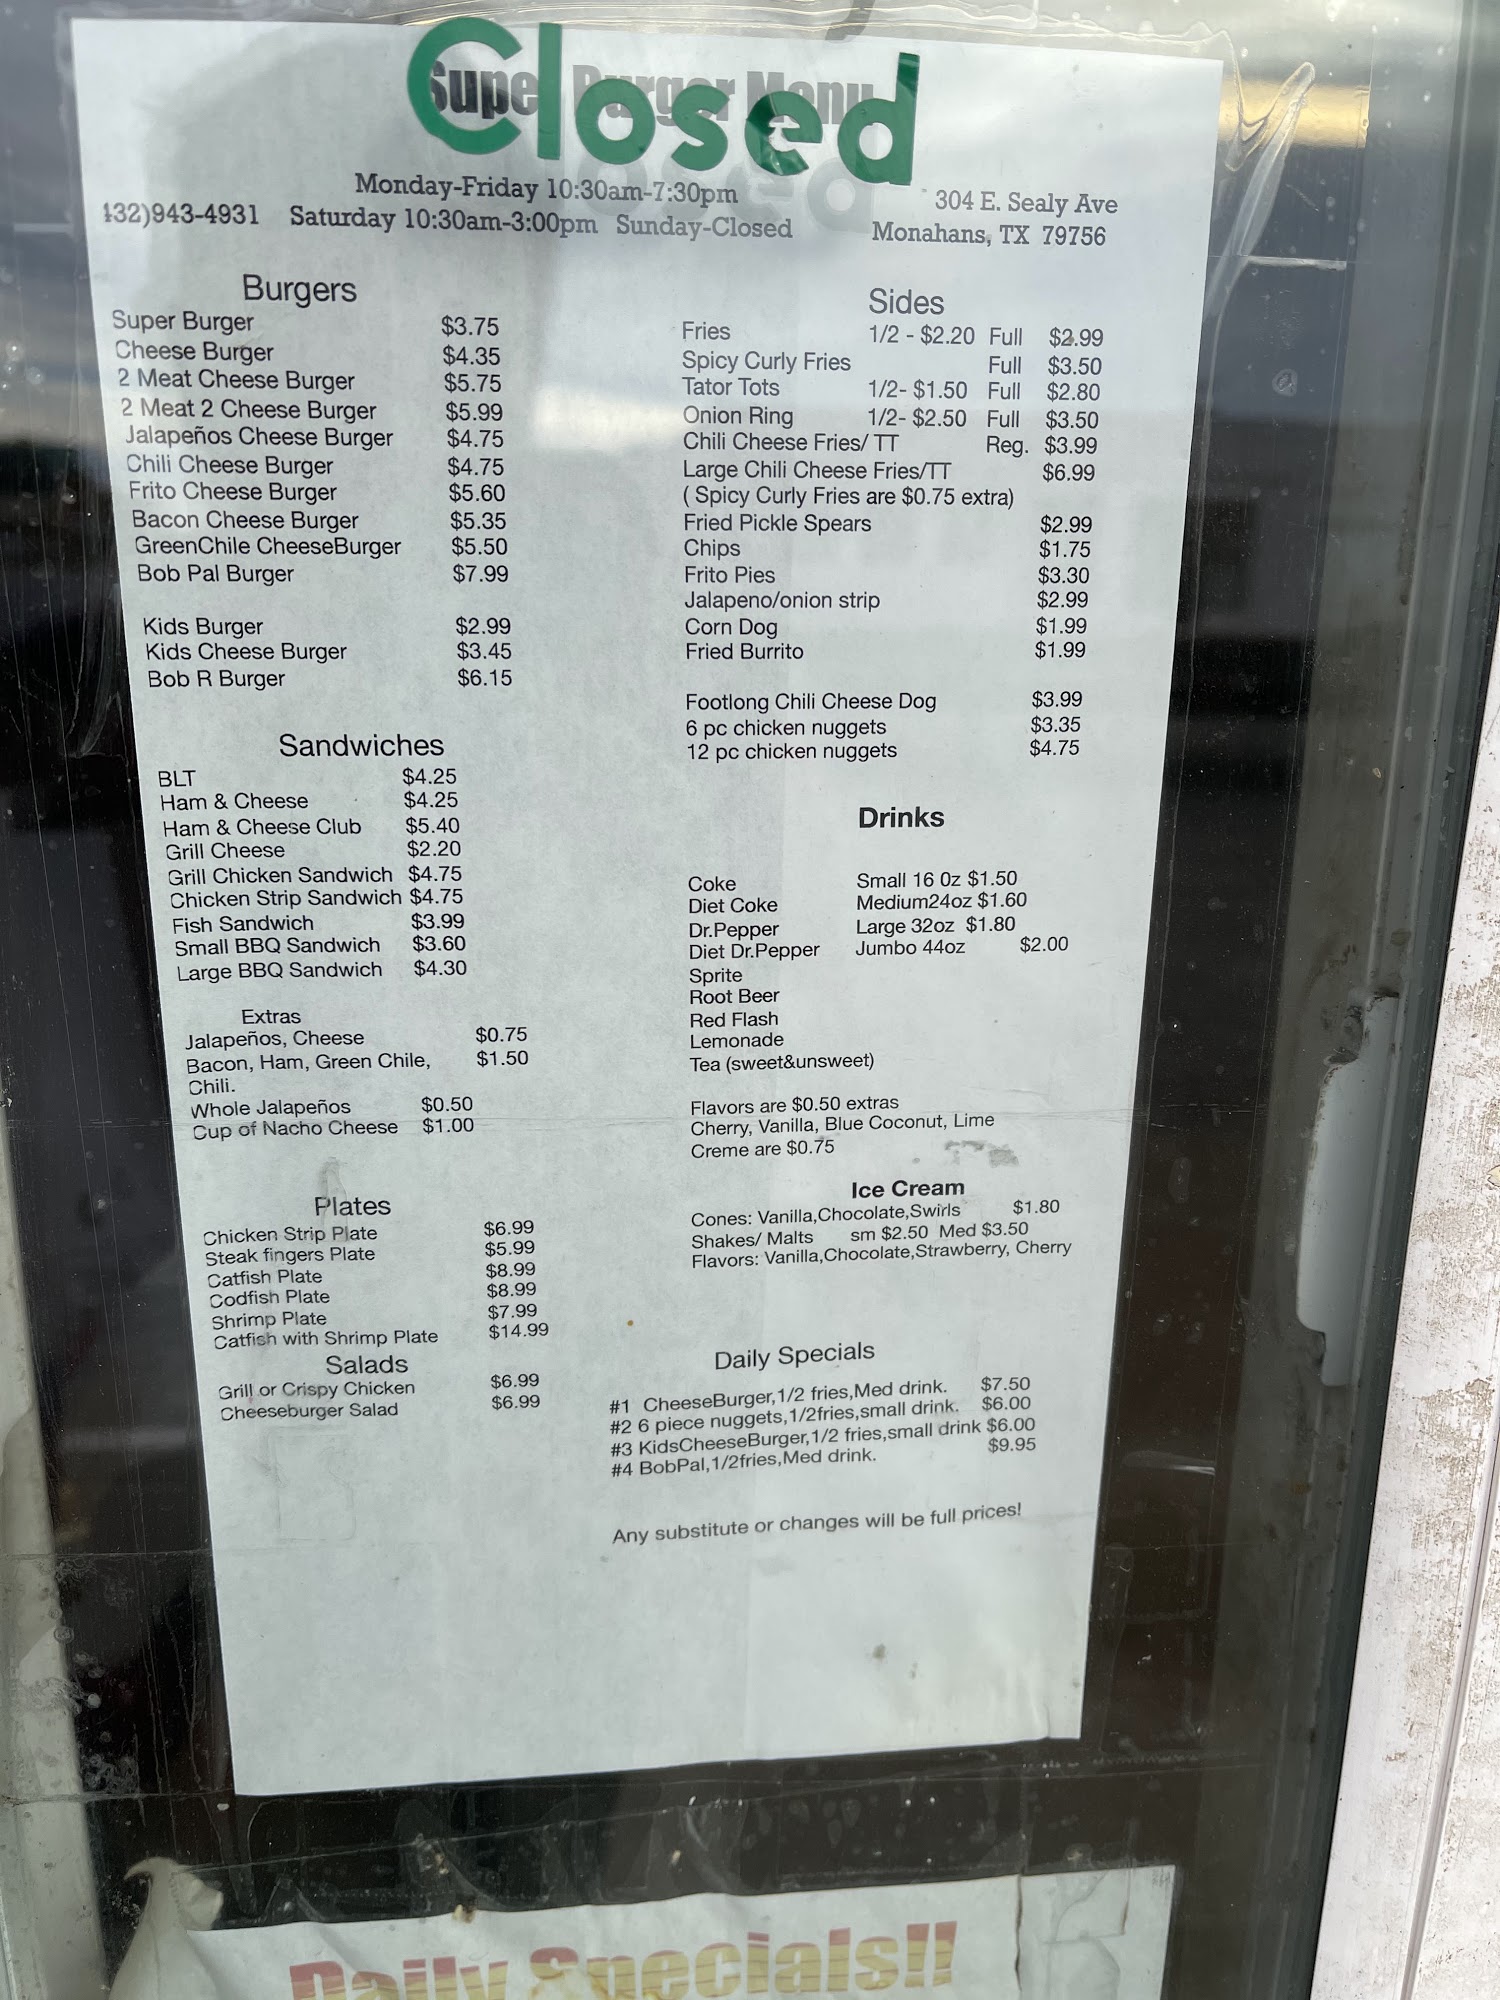 Closed
Super Burger Menu
Monday-Friday 10:30am-7:30pm
432)943-4931 Saturday 10:30am-3:00pm Sunday-Closed
304 E. Sealy Ave
Monahans, TX 79756
Burgers
Super Burger $3.75
Cheese Burger $4.35
2 Meat Cheese Burger $5.75
2 Meat 2 Cheese Burger $5.99
Jalapeños Cheese Burger $4.75
Chili Cheese Burger $4.75
Frito Cheese Burger $5.60
Bacon Cheese Burger $5.35
GreenChile CheeseBurger $5.50
Bob Pal Burger $7.99
Kids Burger $2.99
Kids Cheese Burger $3.45
Bob R Burger $6.15
Sandwiches
BLT $4.25
Ham & Cheese $4.25
Ham & Cheese Club $5.40
Grill Cheese $2.20
Grill Chicken Sandwich $4.75
Chicken Strip Sandwich $4.75
Fish Sandwich $3.99
Small BBQ Sandwich $3.60
Large BBQ Sandwich $4.30
Extras
Jalapeños, Cheese $0.75
Bacon, Ham, Green Chile, $1.50
Chili.
Whole Jalapeños $0.50
Cup of Nacho Cheese $1.00
Plates
Chicken Strip Plate $6.99
Steak fingers Plate $5.99
Catfish Plate $8.99
Codfish Plate $8.99
Shrimp Plate $7.99
Catfish with Shrimp Plate $14.99
Salads
Grill or Crispy Chicken $6.99
Cheeseburger Salad $6.99
Sides
Fries 1/2 - $2.20 Full $2.99
Spicy Curly Fries Full $3.50
Tator Tots 1/2- $1.50 Full $2.80
Onion Ring 1/2- $2.50 Full $3.50
Chili Cheese Fries/ TT Reg. $3.99
Large Chili Cheese Fries/TT $6.99
( Spicy Curly Fries are $0.75 extra)
Fried Pickle Spears $2.99
Chips $1.75
Frito Pies $3.30
Jalapeno/onion strip $2.99
Corn Dog $1.99
Fried Burrito $1.99
Footlong Chili Cheese Dog $3.99
6 pc chicken nuggets $3.35
12 pc chicken nuggets $4.75
Drinks
Coke Small 16 0z $1.50
Diet Coke Medium24oz $1.60
Dr.Pepper Large 32oz $1.80
Diet Dr.Pepper Jumbo 44oz $2.00
Sprite
Root Beer
Red Flash
Lemonade
Tea (sweet&unsweet)
Flavors are $0.50 extras
Cherry, Vanilla, Blue Coconut, Lime
Creme are $0.75
Ice Cream
Cones: Vanilla,Chocolate,Swirls $1.80
Shakes/ Malts sm $2.50 Med $3.50
Flavors: Vanilla,Chocolate,Strawberry, Cherry
Daily Specials
#1 CheeseBurger,1/2 fries,Med drink. $7.50
#2 6 piece nuggets,1/2fries,small drink. $6.00
#3 KidsCheeseBurger,1/2 fries,small drink $6.00
#4 BobPal,1/2fries,Med drink. $9.95
Any substitute or changes will be full prices!
Daily Specials!!